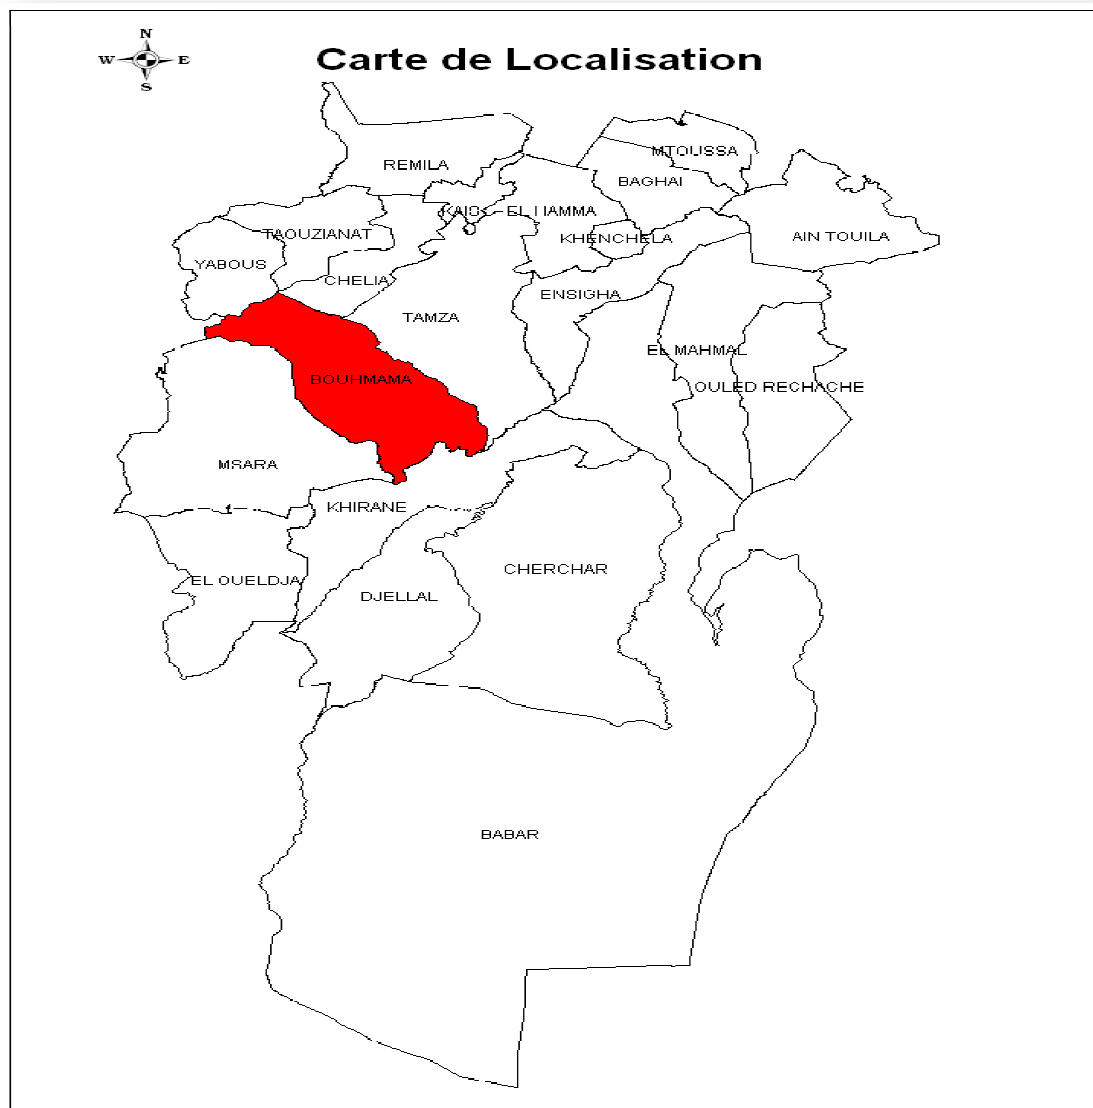 N
W E
S
Carte de Localisation
MTOUSSA
REMILA
BAGHAI
KAIS EL HAMMA
TAOUZIANAT
KHENCHELA
AIN TOUILA
YABOUS
CHELIA
ENSIGHA
TAMZA
EL MAHMAL
BOUHMAMA
OULED RECHACHE
MSARA
KHIRANE
CHERCHAR
EL OUELDJA
DJELLAL
BABAR